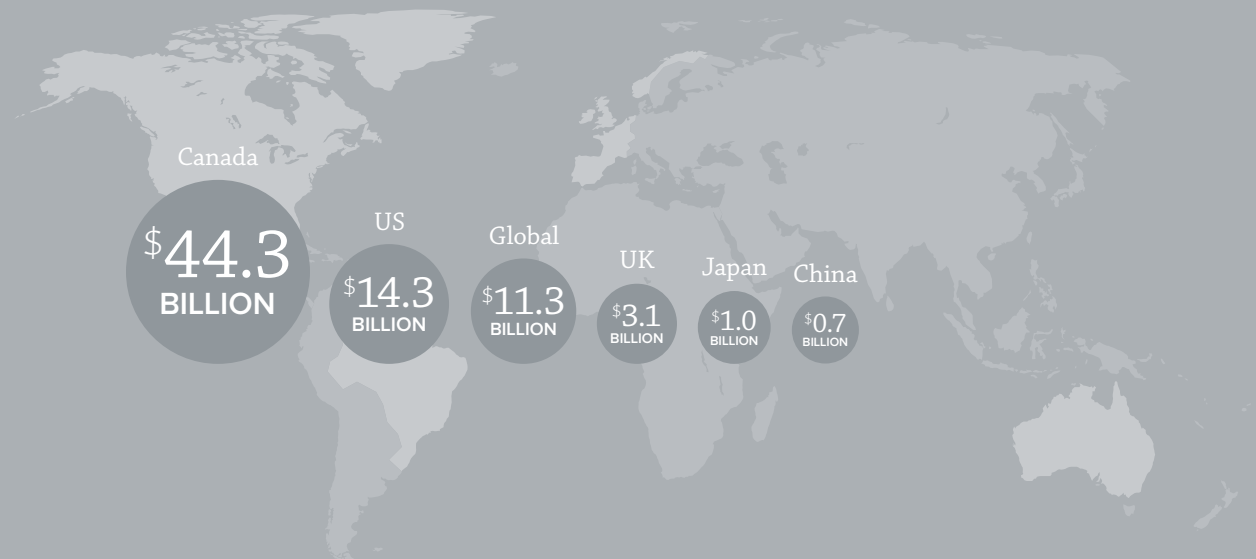 Canada
$44.3
BILLION
US
$14.3
BILLION
Global
$11.3
BILLION
UK
$3.1
BILLION
Japan
$1.0
BILLION
China
$0.7
BILLION